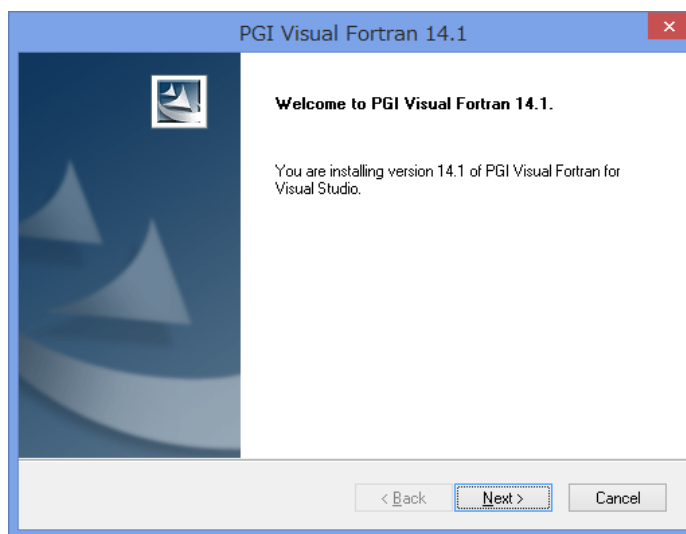 PGI Visual Fortran 14.1
Welcome to PGI Visual Fortran 14.1.
You are installing version 14.1 of PGI Visual Fortran for
Visual Studio.
< Back
Next >
Cancel